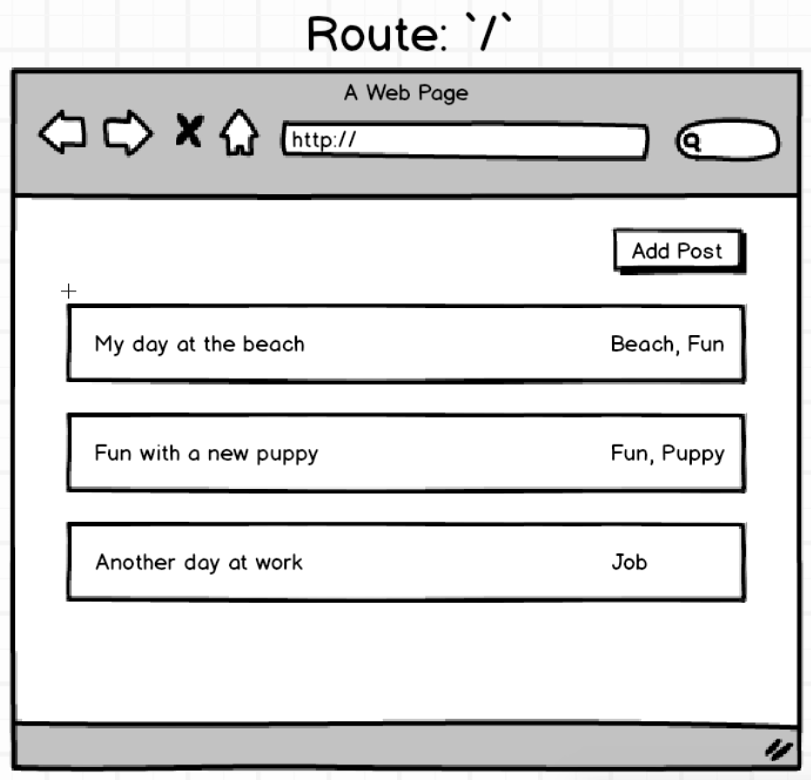 Route: `/`
A Web Page
http://
Add Post
My day at the beach Beach, Fun
Fun with a new puppy Fun, Puppy
Another day at work Job